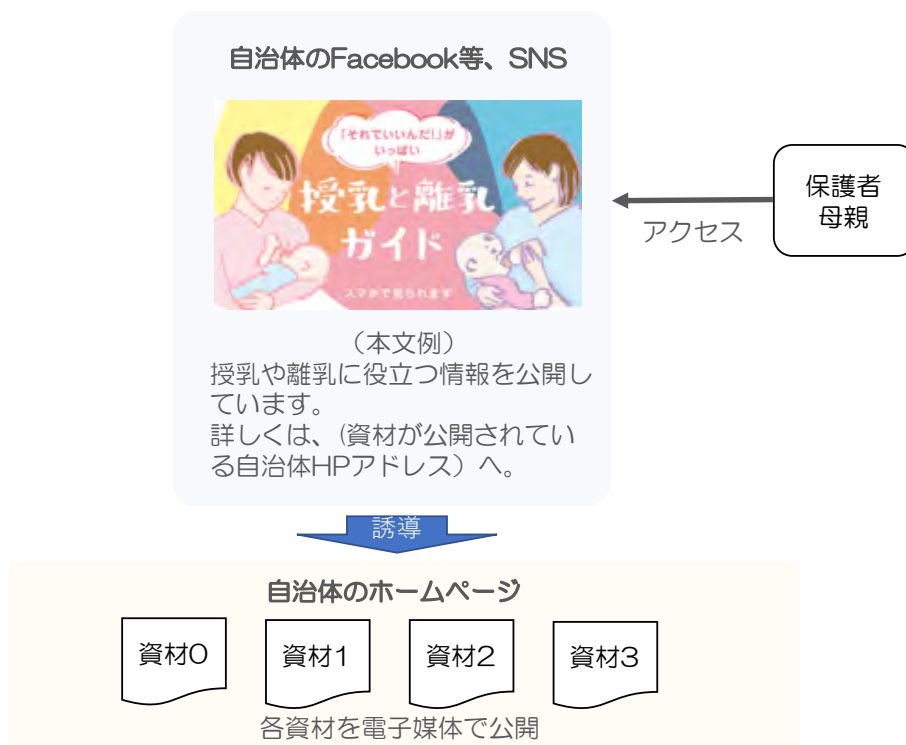 自治体のFacebook等、SNS
「それでいいんだ!」が
いっぱい
授乳と離乳
ガイド
スマホで見られます
アクセス
保護者
母親
（本文例）
授乳や離乳に役立つ情報を公開し
ています。
詳しくは、(資材が公開されてい
る自治体HPアドレス）へ。
誘導
自治体のホームページ
資材0
資材1
資材2
資材3
各資材を電子媒体で公開